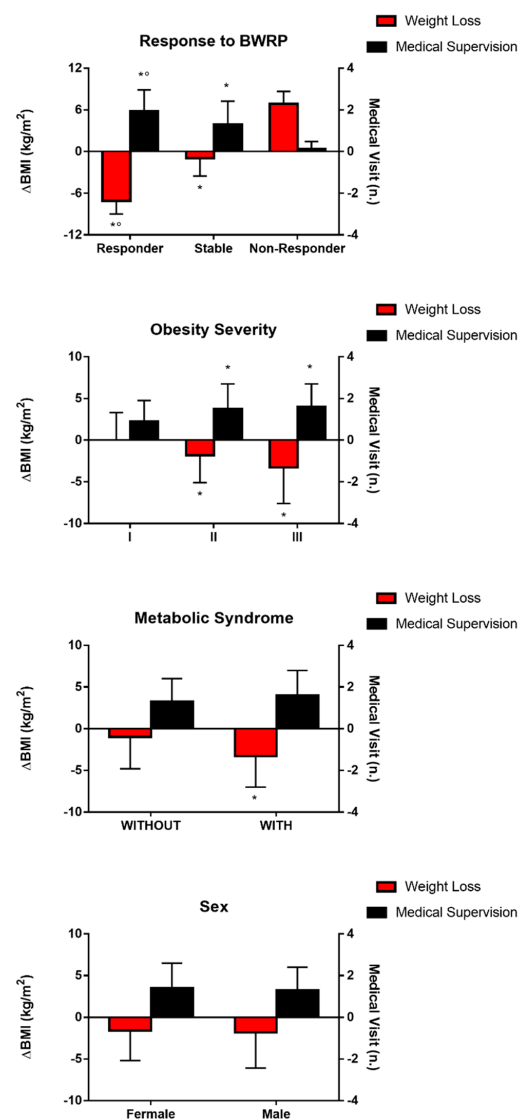 Weight Loss
Medical Supervision
Response to BWRP
12
6
0
-6
-12
ΔBMI (kg/m²)
4
2
0
-2
-4
Medical Visit (n.)
*° *
*° *
Responder Stable Non-Responder
Weight Loss
Medical Supervision
Obesity Severity
10
5
0
-5
-10
ΔBMI (kg/m²)
4
2
0
-2
-4
Medical Visit (n.)
* *
* *
I II III
Weight Loss
Medical Supervision
Metabolic Syndrome
10
5
0
-5
-10
ΔBMI (kg/m²)
4
2
0
-2
-4
Medical Visit (n.)
*
WITHOUT WITH
Weight Loss
Medical Supervision
Sex
10
5
0
-5
-10
ΔBMI (kg/m²)
4
2
0
-2
-4
Medical Visit (n.)
Fermale Male